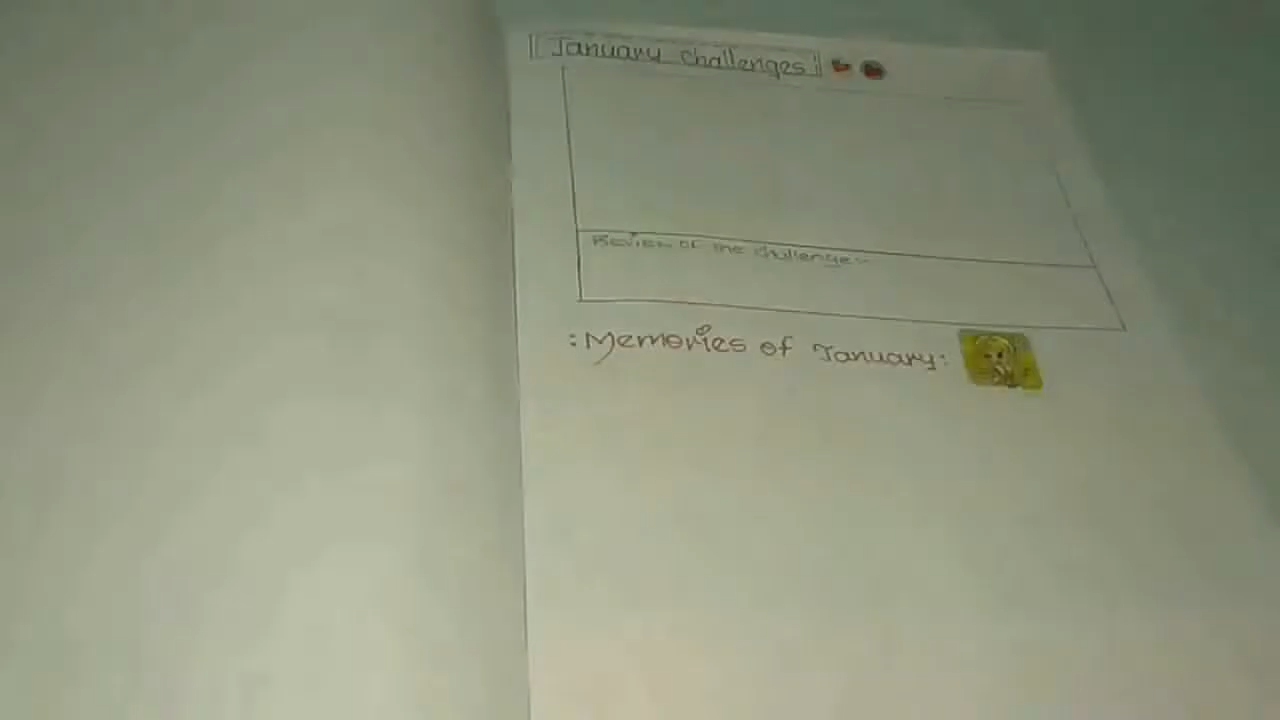 January challenges
Review of the challenge:-
:Memories of January: